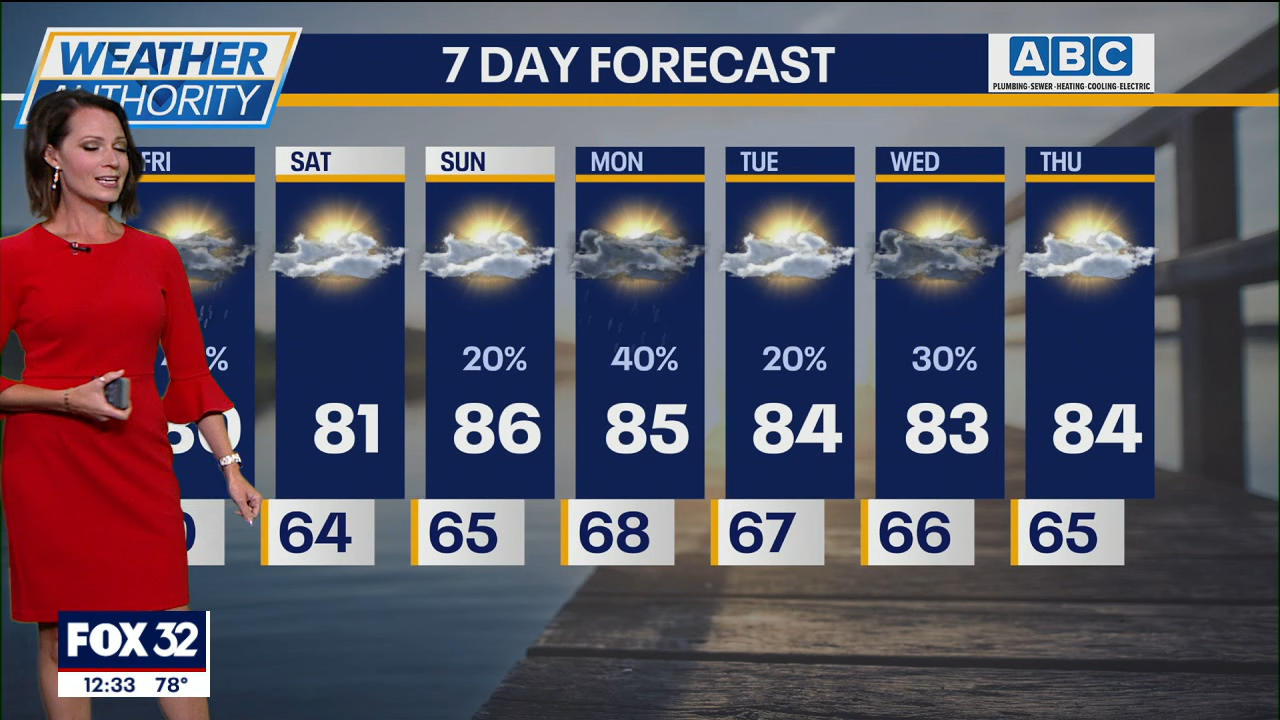 WEATHER
AUTHORITY
7 DAY FORECAST
ABC
PLUMBING·SEWER·HEATING·COOLING·ELECTRIC
FRI SAT SUN MON TUE WED THU
20% 40% 20% 30%
80 81 86 85 84 83 84
64 65 68 67 66 65
FOX 32
12:33 78°